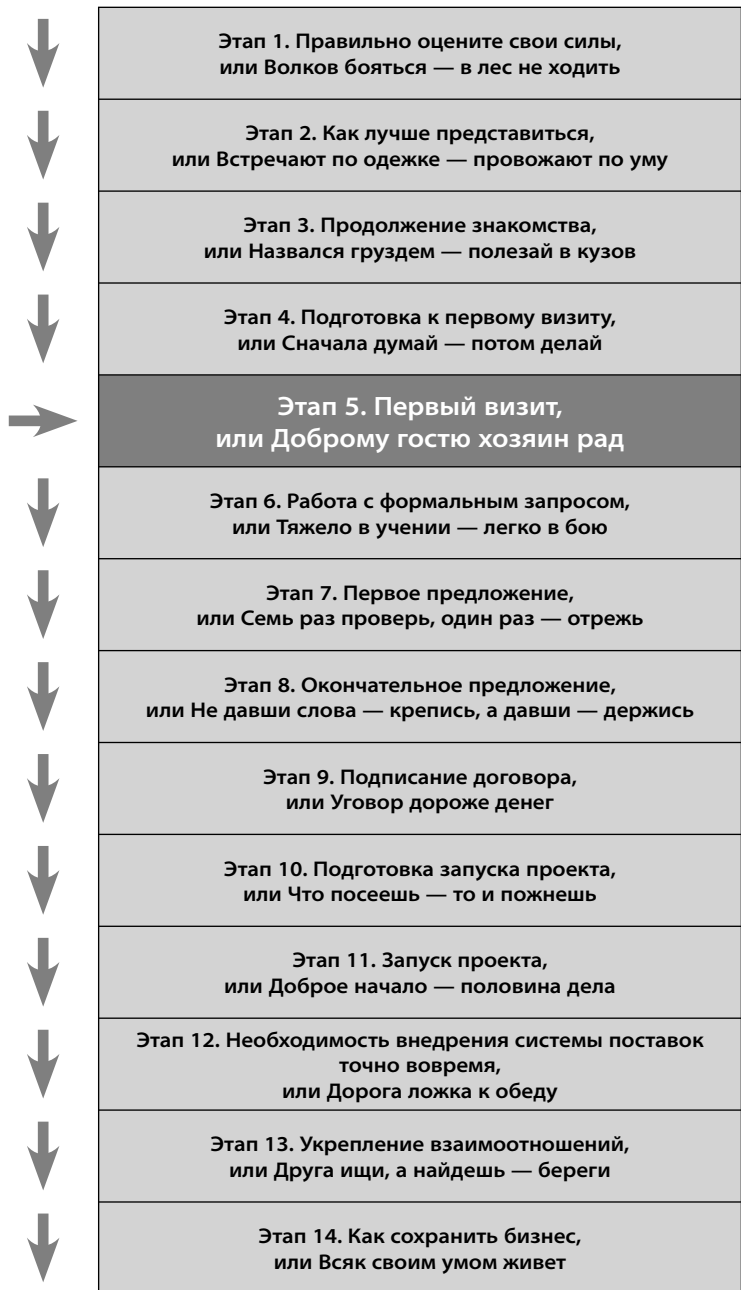 Этап 1. Правильно оцените свои силы,
или Волков бояться — в лес не ходить
Этап 2. Как лучше представиться,
или Встречают по одежке — провожают по уму
Этап 3. Продолжение знакомства,
или Назвался груздем — полезай в кузов
Этап 4. Подготовка к первому визиту,
или Сначала думай — потом делай
Этап 5. Первый визит,
или Доброму гостю хозяин рад
Этап 6. Работа с формальным запросом,
или Тяжело в учении — легко в бою
Этап 7. Первое предложение,
или Семь раз проверь, один раз — отрежь
Этап 8. Окончательное предложение,
или Не давши слова — крепись, а давши — держись
Этап 9. Подписание договора,
или Уговор дороже денег
Этап 10. Подготовка запуска проекта,
или Что посеешь — то и пожнешь
Этап 11. Запуск проекта,
или Доброе начало — половина дела
Этап 12. Необходимость внедрения системы поставок
точно вовремя,
или Дорога ложка к обеду
Этап 13. Укрепление взаимоотношений,
или Друга ищи, а найдешь — береги
Этап 14. Как сохранить бизнес,
или Всяк своим умом живет